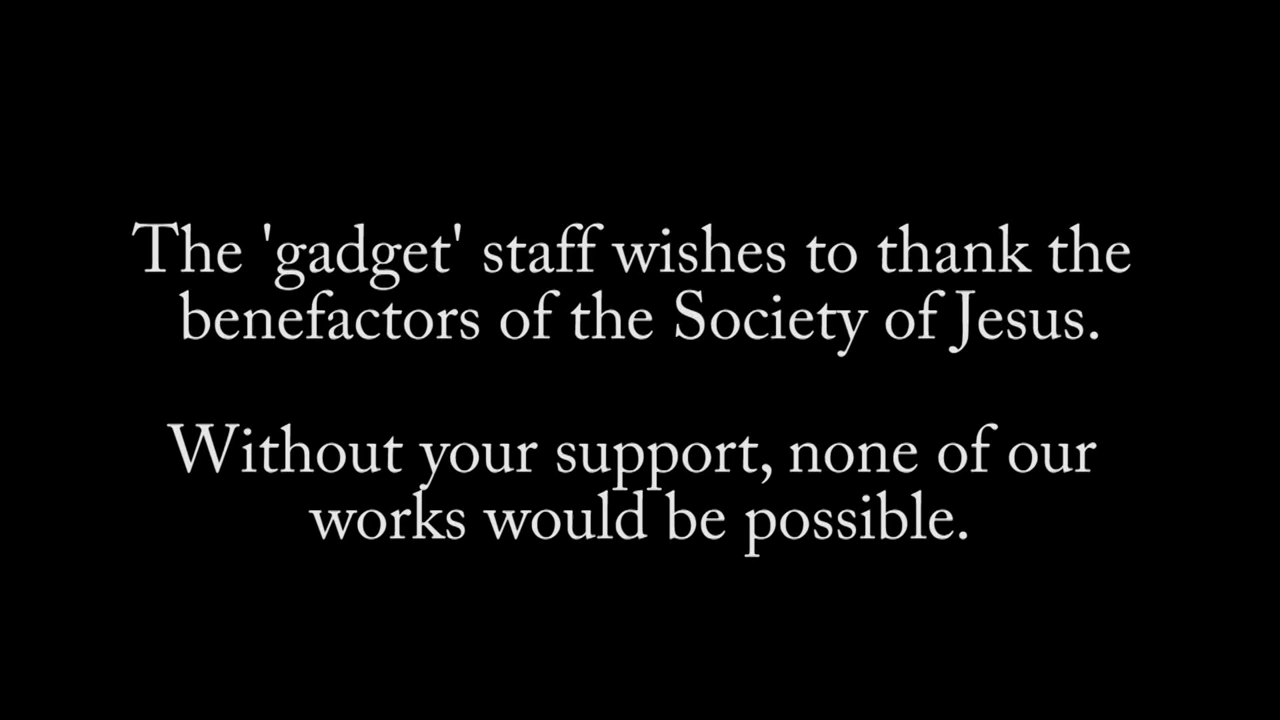 The 'gadget' staff wishes to thank the
benefactors of the Society of Jesus.
Without your support, none of our
works would be possible.